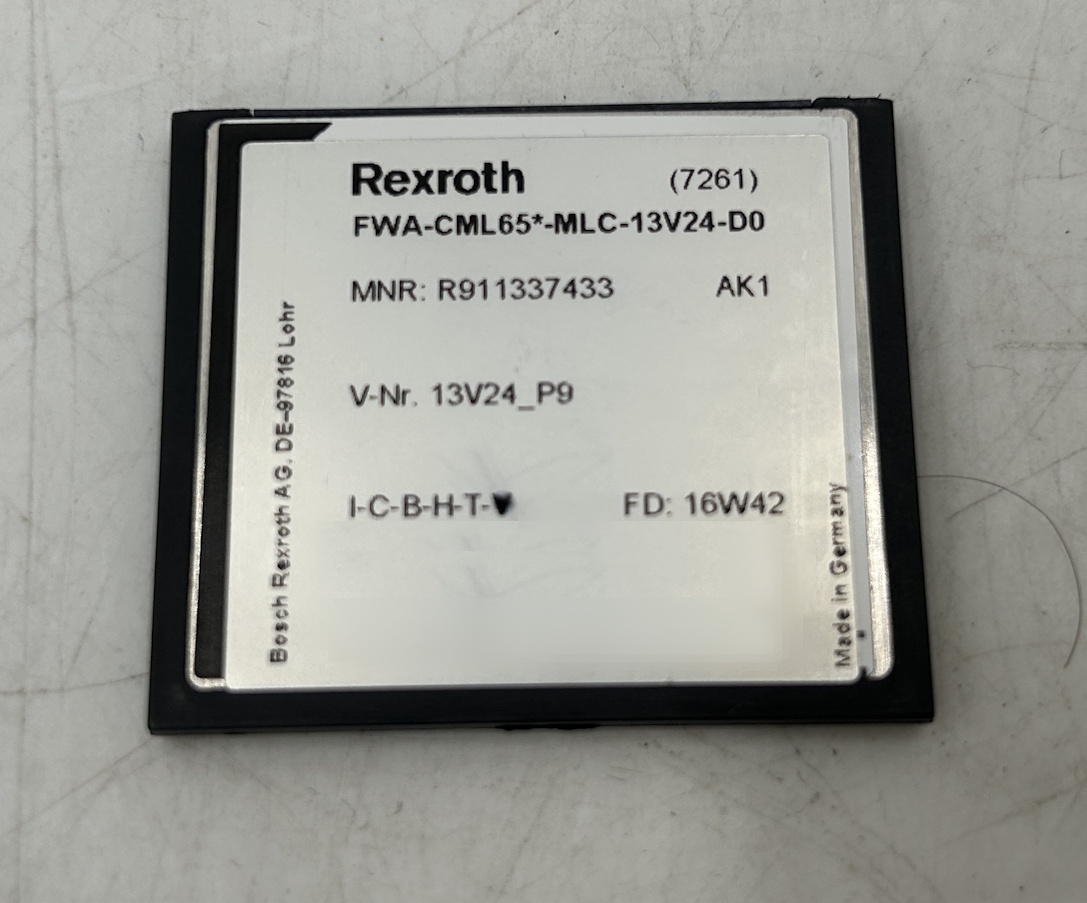 Rexroth (7261)
FWA-CML65*-MLC-13V24-D0
MNR: R911337433 AK1
V-Nr. 13V24_P9
I-C-B-H-T- FD: 16W42
Bosch Rexroth AG. DE-97816 Lohr
Made in Germany